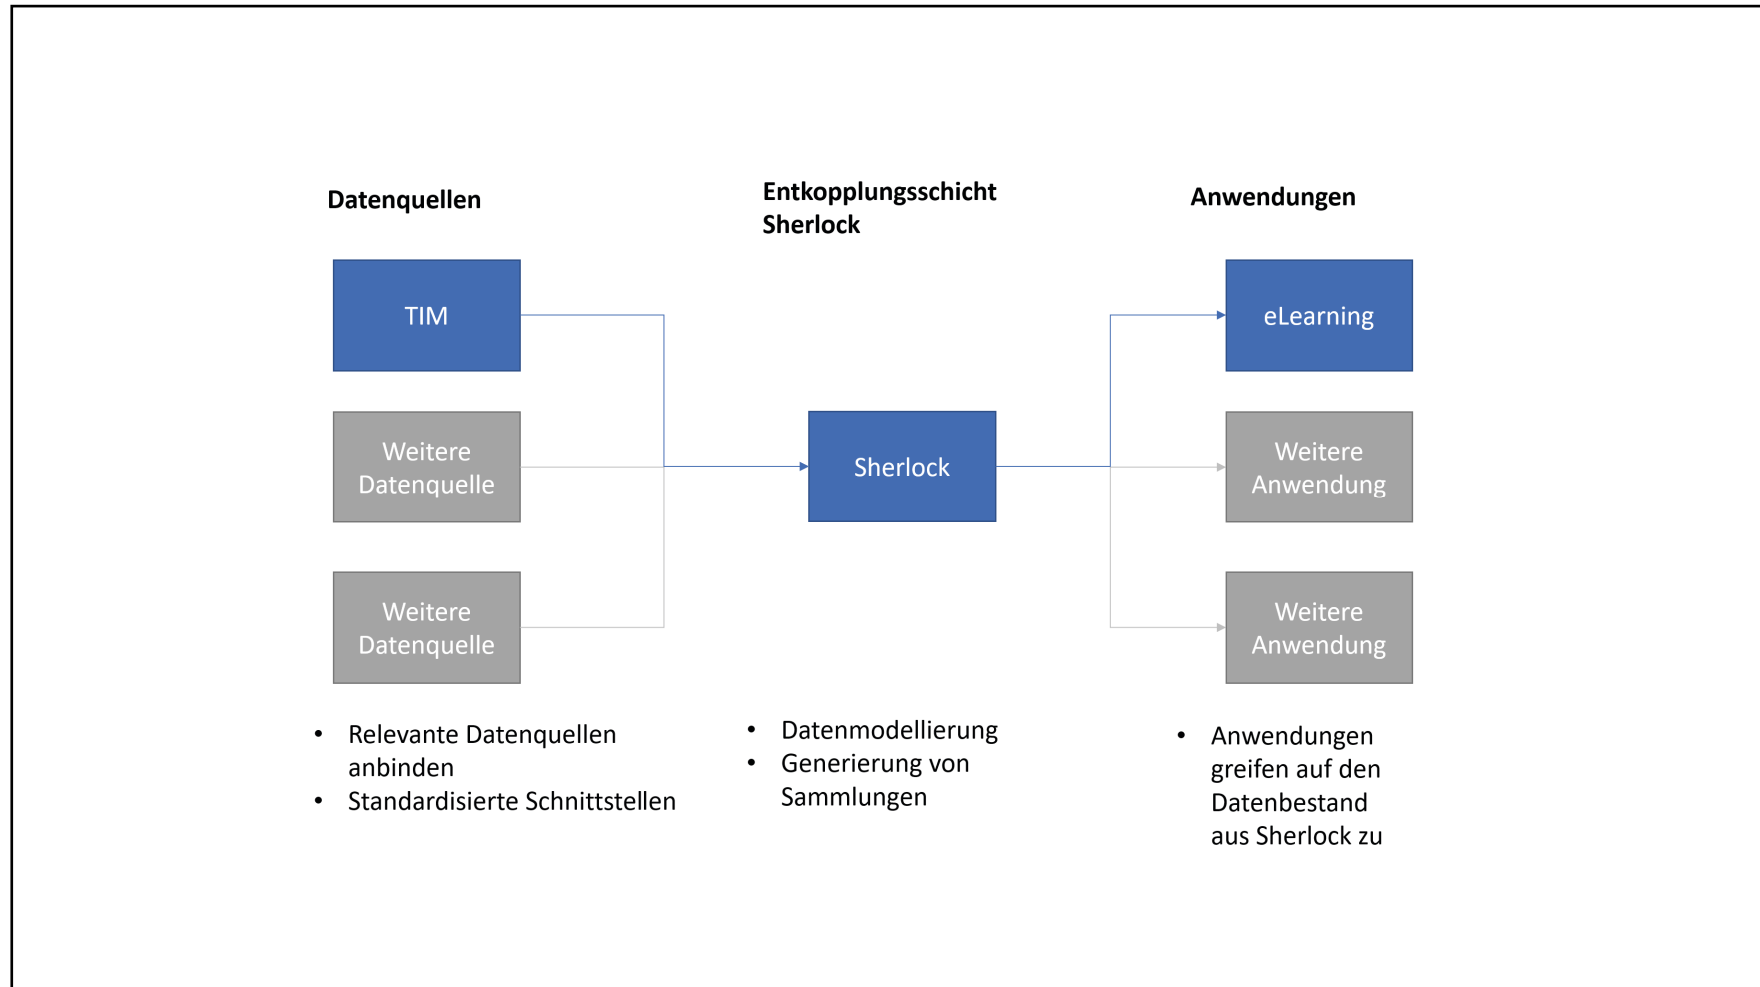 Datenquellen
TIM
Weitere
Datenquelle
Weitere
Datenquelle
• Relevante Datenquellen
anbinden
• Standardisierte Schnittstellen
Entkopplungsschicht
Sherlock
Sherlock
• Datenmodellierung
• Generierung von
Sammlungen
Anwendungen
eLearning
Weitere
Anwendung
Weitere
Anwendung
• Anwendungen
greifen auf den
Datenbestand
aus Sherlock zu